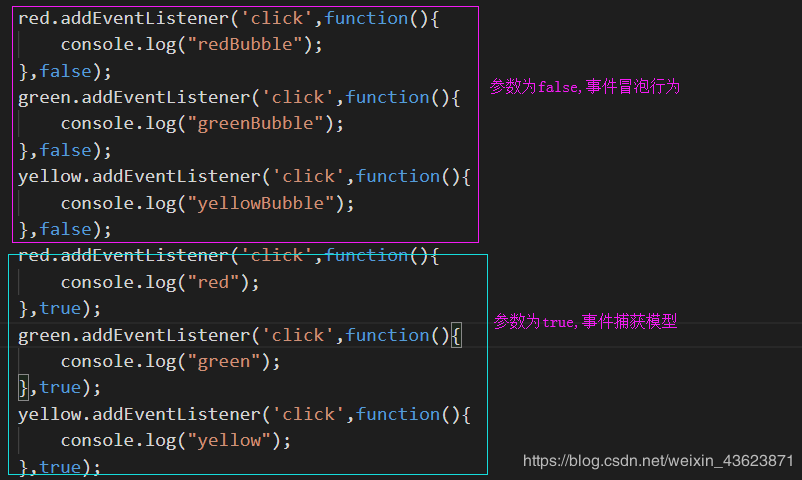 red.addEventListener('click',function(){
    console.log("redBubble");
},false);
参数为false,事件冒泡行为
green.addEventListener('click',function(){
    console.log("greenBubble");
},false);
yellow.addEventListener('click',function(){
    console.log("yellowBubble");
},false);
red.addEventListener('click',function(){
    console.log("red");
},true);
参数为true,事件捕获模型
green.addEventListener('click',function(){
    console.log("green");
},true);
yellow.addEventListener('click',function(){
    console.log("yellow");
},true);
https://blog.csdn.net/weixin_43623871